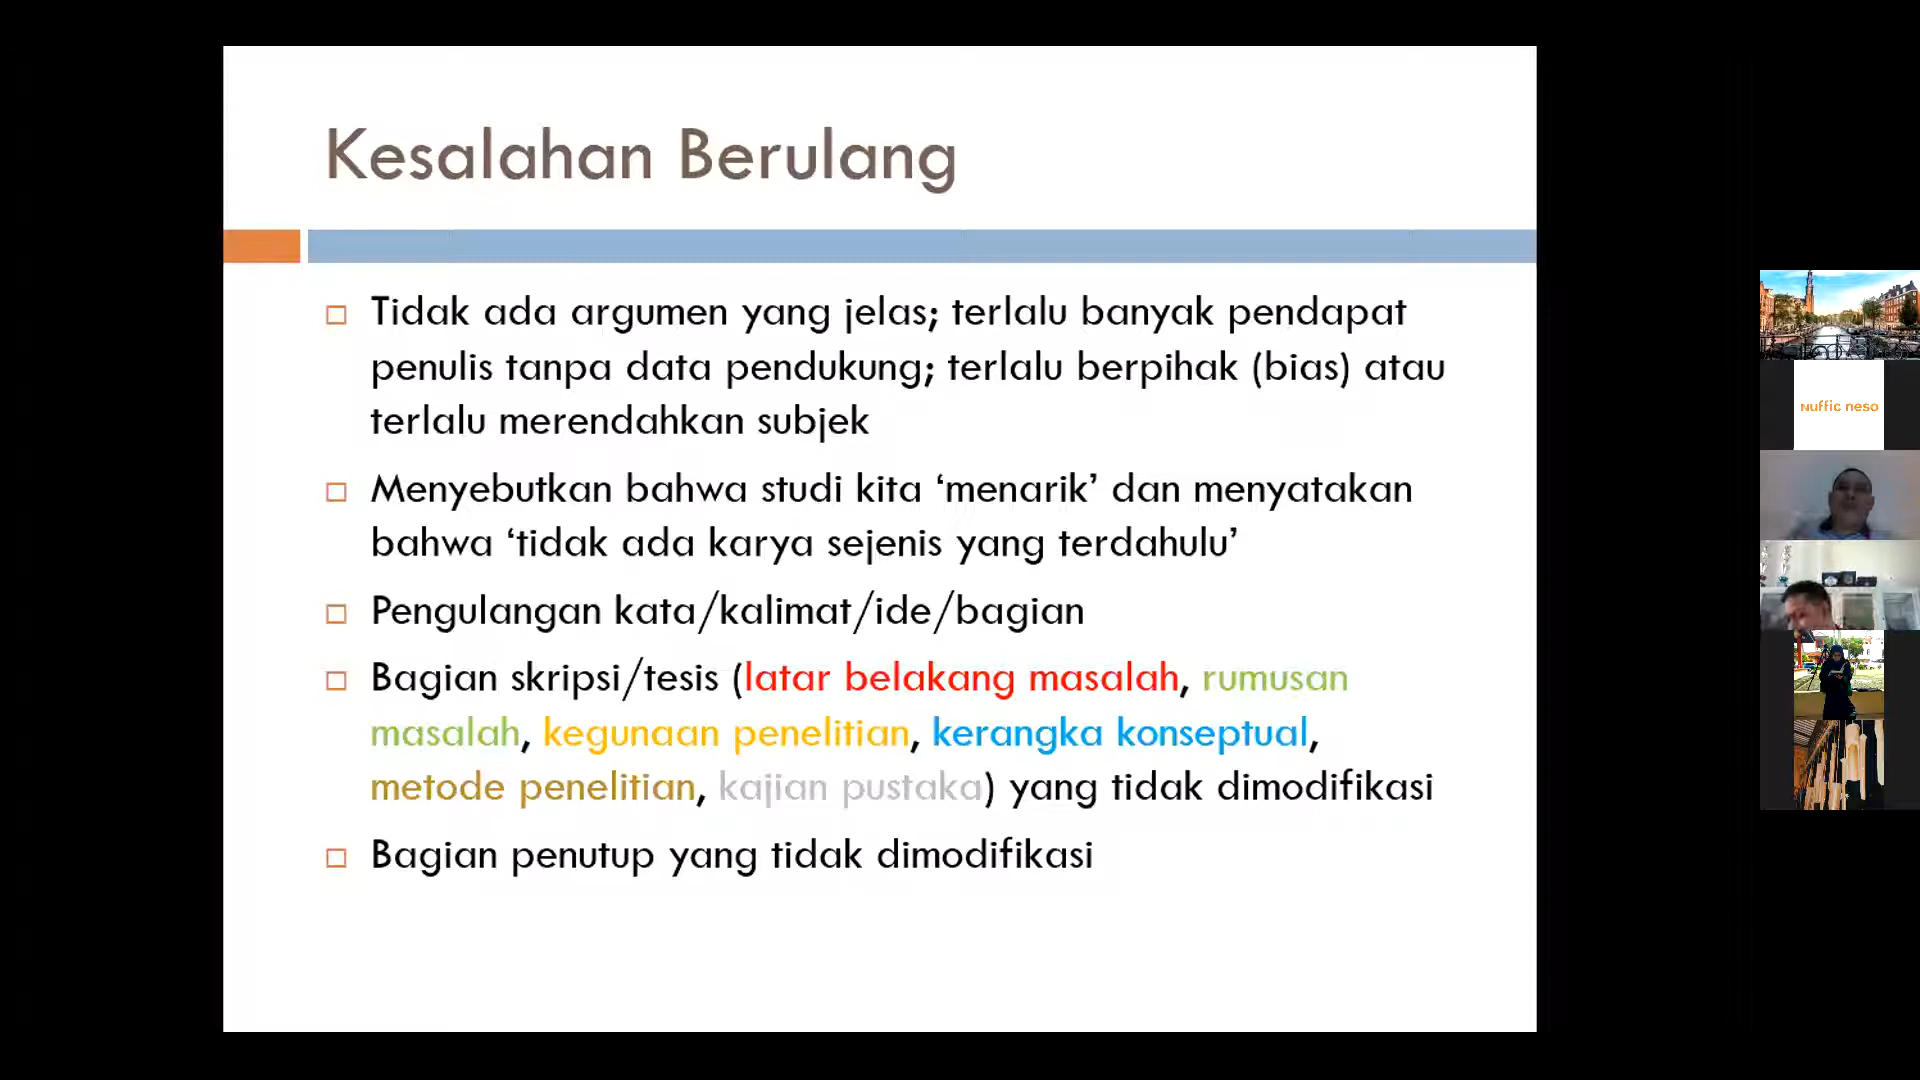 Kesalahan Berulang
Tidak ada argumen yang jelas; terlalu banyak pendapat
penulis tanpa data pendukung; terlalu berpihak (bias) atau
terlalu merendahkan subjek
Menyebutkan bahwa studi kita ‘menarik’ dan menyatakan
bahwa ‘tidak ada karya sejenis yang terdahulu’
Pengulangan kata/kalimat/ide/bagian
Bagian skripsi/tesis (latar belakang masalah, rumusan
masalah, kegunaan penelitian, kerangka konseptual,
metode penelitian, kajian pustaka) yang tidak dimodifikasi
Bagian penutup yang tidak dimodifikasi
Nuffic neso